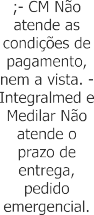 ;- CM Não
atende as
condições de
pagamento,
nem a vista. -
Integralmed e
Medilar Não
atende o
prazo de
entrega,
pedido
emergencial.